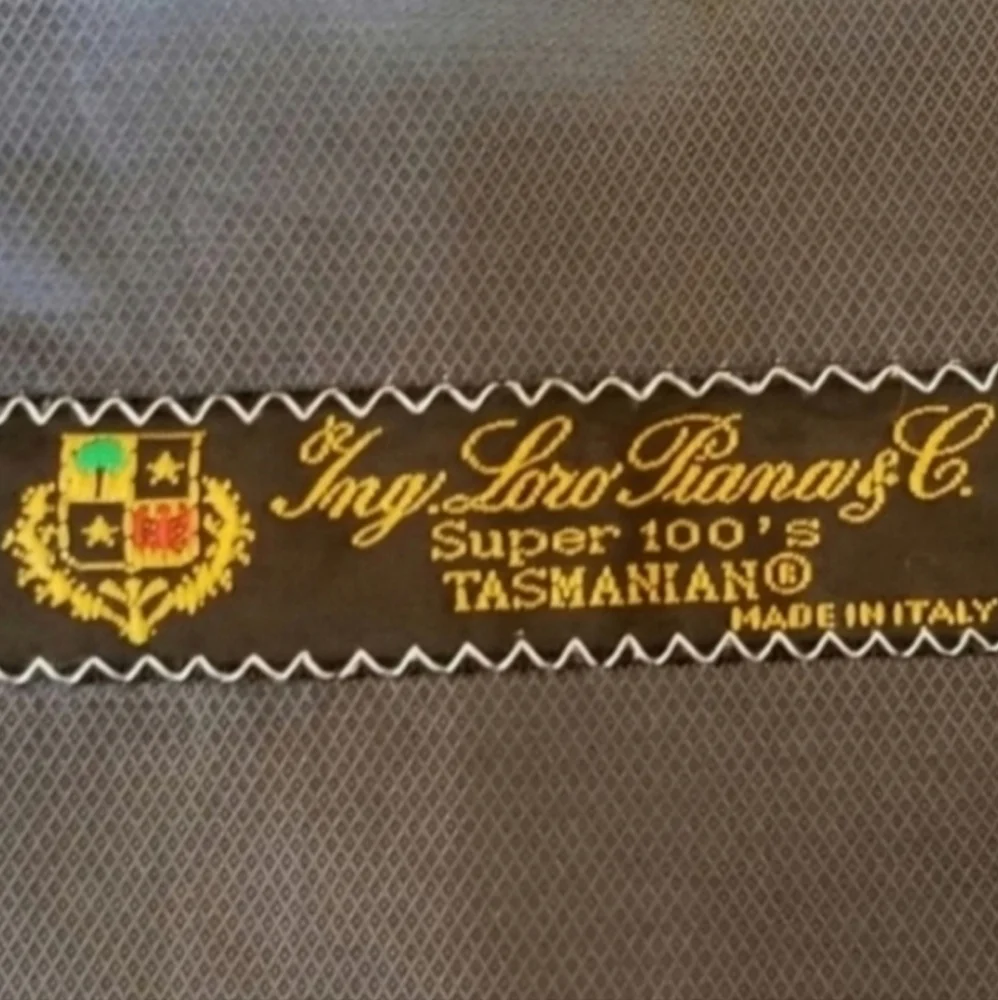 Ing. Loro Piana & C.
Super 100's
TASMANIAN®
MADE IN ITALY